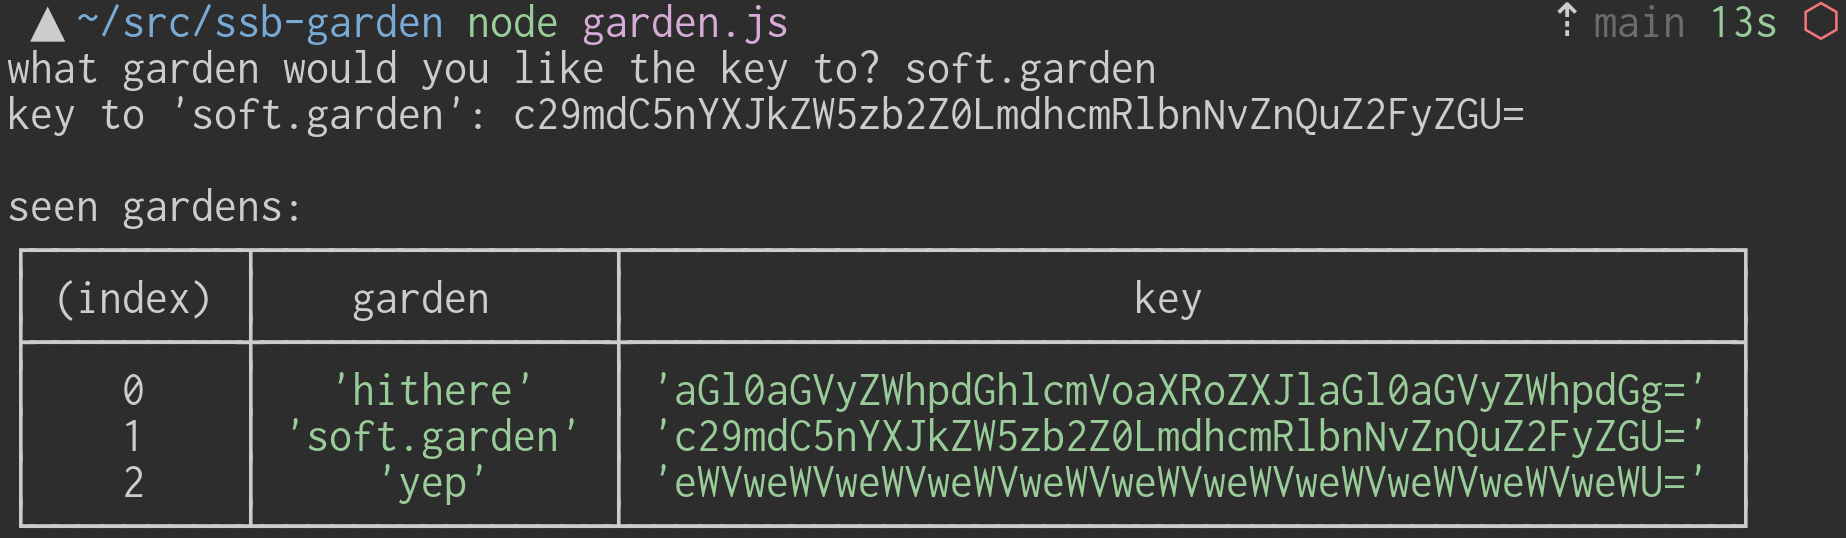 ▲ ~/src/ssb-garden node garden.js ⇡ main 13s ⬡
what garden would you like the key to? soft.garden
key to 'soft.garden': c29mdC5nYXJkZW5zb2Z0LmdhcmRlbnNvZnQuZ2FyZGU=
seen gardens:
(index) garden key
0 'hithere' 'aGl0aGVyZWhpdGhlcmVoaXRoZXJlaGl0aGVyZWhpdGg='
1 'soft.garden' 'c29mdC5nYXJkZW5zb2Z0LmdhcmRlbnNvZnQuZ2FyZGU='
2 'yep' 'eWVweWVweWVweWVweWVweWVweWVweWVweWVweWVweWU='